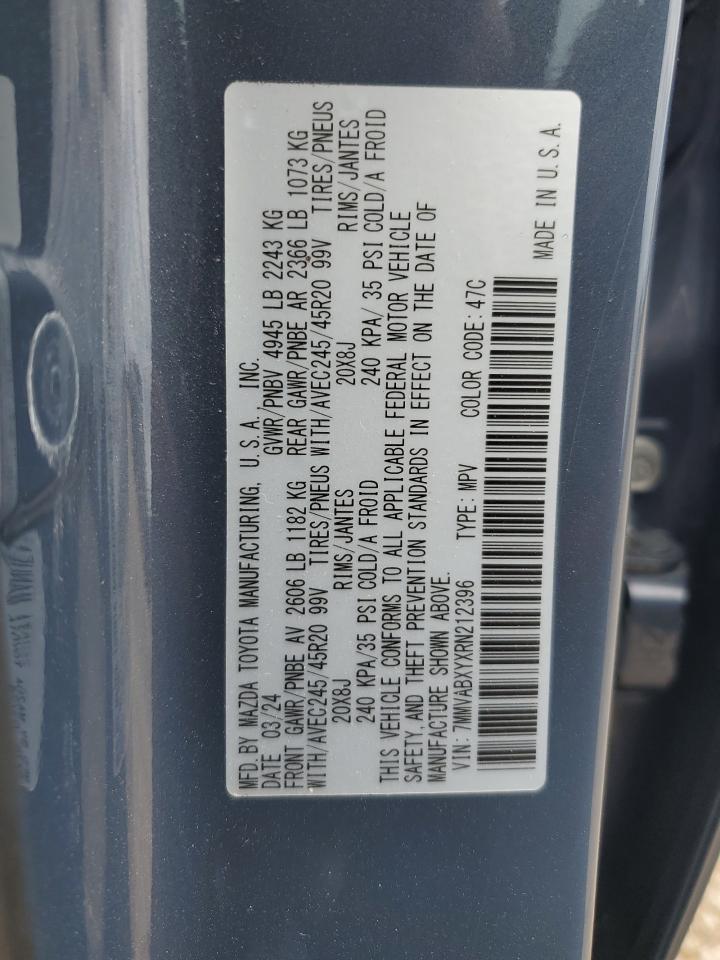 MFD.BY MAZDA TOYOTA MANUFACTURING, U.S.A. INC.
DATE 03/24 GVWR/PNBV 4945 LB 2243 KG
FRONT GAWR/PNBE AV 2606 LB 1182 KG REAR GAWR/PNBE AR 2366 LB 1073 KG
WITH/AVEC245/45R20 99V TIRES/PNEUS WITH/AVEC245/45R20 99V TIRES/PNEUS
20X8J RIMS/JANTES 20X8J RIMS/JANTES
240 KPA/35 PSI COLD/A FROID 240 KPA/ 35 PSI COLD/A FROID
THIS VEHICLE CONFORMS TO ALL APPLICABLE FEDERAL MOTOR VEHICLE
SAFETY,AND THEFT PREVENTION STANDARDS IN EFFECT ON THE DATE OF
MANUFACTURE SHOWN ABOVE.
VIN:7MMVABXYXRN212396 TYPE:MPV COLOR CODE:47C
MADE IN U.S.A.